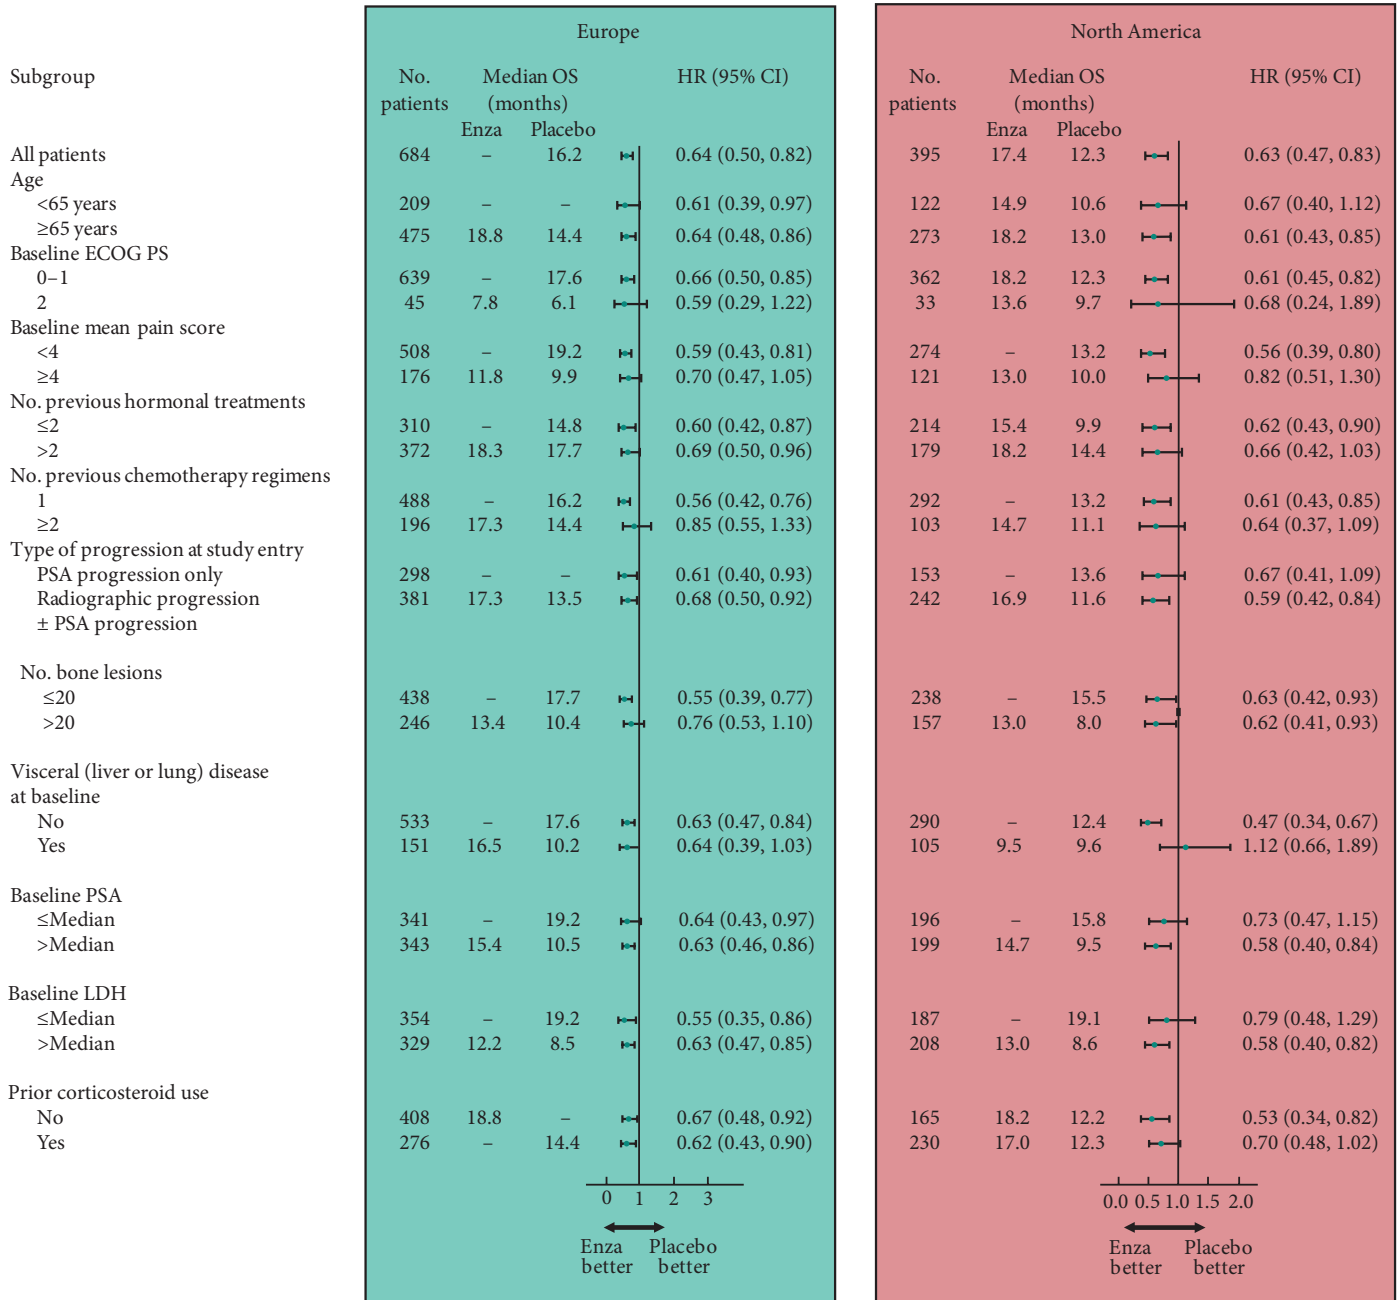 Europe North America
Subgroup No. Median OS HR (95% CI) No. Median OS HR (95% CI)
patients (months) patients (months)
Enza Placebo Enza Placebo
All patients 684 – 16.2 0.64 (0.50, 0.82) 395 17.4 12.3 0.63 (0.47, 0.83)
Age
<65 years 209 – – 0.61 (0.39, 0.97) 122 14.9 10.6 0.67 (0.40, 1.12)
≥65 years 475 18.8 14.4 0.64 (0.48, 0.86) 273 18.2 13.0 0.61 (0.43, 0.85)
Baseline ECOG PS
0–1 639 – 17.6 0.66 (0.50, 0.85) 362 18.2 12.3 0.61 (0.45, 0.82)
2 45 7.8 6.1 0.59 (0.29, 1.22) 33 13.6 9.7 0.68 (0.24, 1.89)
Baseline mean pain score
<4 508 – 19.2 0.59 (0.43, 0.81) 274 – 13.2 0.56 (0.39, 0.80)
≥4 176 11.8 9.9 0.70 (0.47, 1.05) 121 13.0 10.0 0.82 (0.51, 1.30)
No. previous hormonal treatments
≤2 310 – 14.8 0.60 (0.42, 0.87) 214 15.4 9.9 0.62 (0.43, 0.90)
>2 372 18.3 17.7 0.69 (0.50, 0.96) 179 18.2 14.4 0.66 (0.42, 1.03)
No. previous chemotherapy regimens
1 488 – 16.2 0.56 (0.42, 0.76) 292 – 13.2 0.61 (0.43, 0.85)
≥2 196 17.3 14.4 0.85 (0.55, 1.33) 103 14.7 11.1 0.64 (0.37, 1.09)
Type of progression at study entry
PSA progression only 298 – – 0.61 (0.40, 0.93) 153 – 13.6 0.67 (0.41, 1.09)
Radiographic progression 381 17.3 13.5 0.68 (0.50, 0.92) 242 16.9 11.6 0.59 (0.42, 0.84)
± PSA progression
No. bone lesions
≤20 438 – 17.7 0.55 (0.39, 0.77) 238 – 15.5 0.63 (0.42, 0.93)
>20 246 13.4 10.4 0.76 (0.53, 1.10) 157 13.0 8.0 0.62 (0.41, 0.93)
Visceral (liver or lung) disease
at baseline
No 533 – 17.6 0.63 (0.47, 0.84) 290 – 12.4 0.47 (0.34, 0.67)
Yes 151 16.5 10.2 0.64 (0.39, 1.03) 105 9.5 9.6 1.12 (0.66, 1.89)
Baseline PSA
≤Median 341 – 19.2 0.64 (0.43, 0.97) 196 – 15.8 0.73 (0.47, 1.15)
>Median 343 15.4 10.5 0.63 (0.46, 0.86) 199 14.7 9.5 0.58 (0.40, 0.84)
Baseline LDH
≤Median 354 – 19.2 0.55 (0.35, 0.86) 187 – 19.1 0.79 (0.48, 1.29)
>Median 329 12.2 8.5 0.63 (0.47, 0.85) 208 13.0 8.6 0.58 (0.40, 0.82)
Prior corticosteroid use
No 408 18.8 – 0.67 (0.48, 0.92) 165 18.2 12.2 0.53 (0.34, 0.82)
Yes 276 – 14.4 0.62 (0.43, 0.90) 230 17.0 12.3 0.70 (0.48, 1.02)
0 1 2 3 0.0 0.5 1.0 1.5 2.0
Enza Placebo Enza Placebo
better better better better